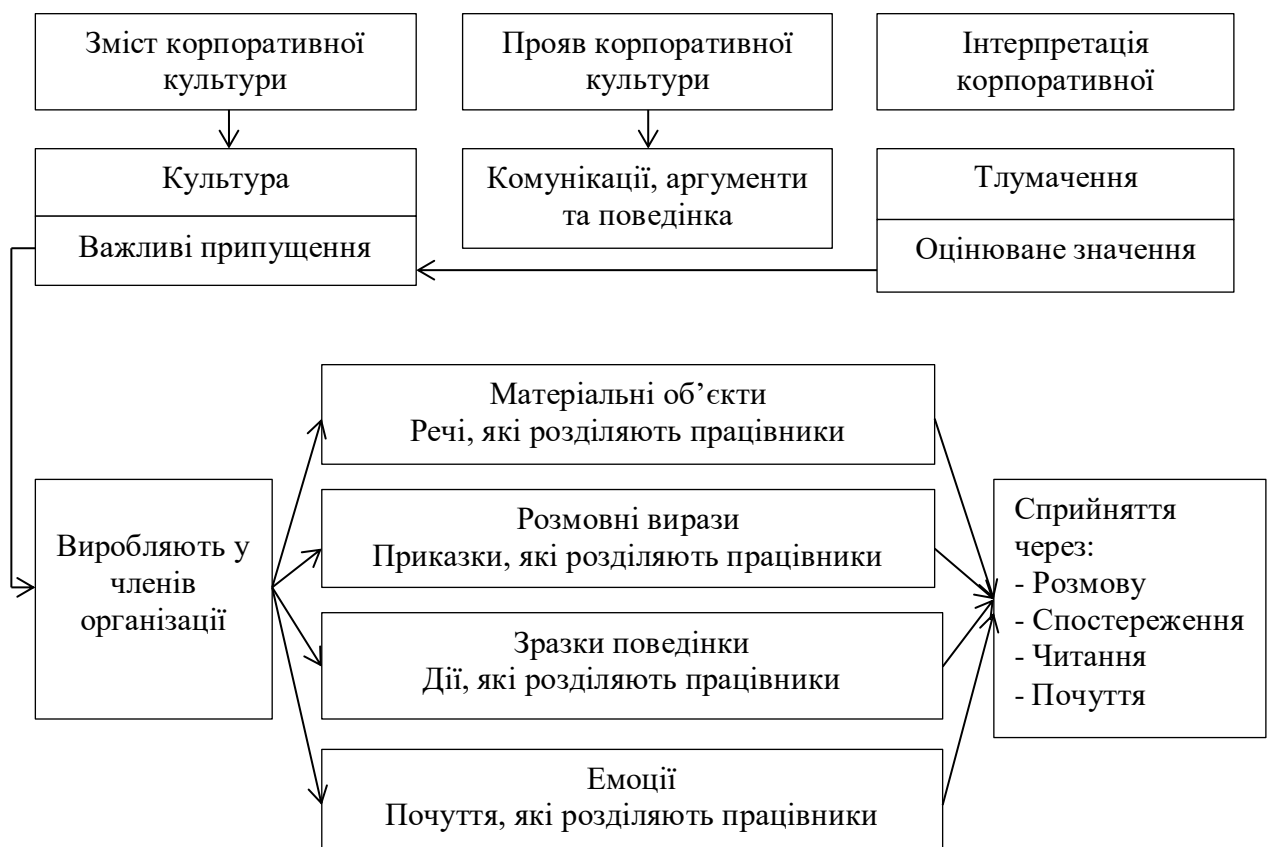 Зміст корпоративної
культури
Прояв корпоративної
культури
Інтерпретація
корпоративної
Культура
Важливі припущення
Комунікації, аргументи
та поведінка
Тлумачення
Оцінюване значення
Виробляють у
членів
організації
Матеріальні об’єкти
Речі, які розділяють працівники
Розмовні вирази
Приказки, які розділяють працівники
Зразки поведінки
Дії, які розділяють працівники
Емоції
Почуття, які розділяють працівники
Сприйняття
через:
- Розмову
- Спостереження
- Читання
- Почуття